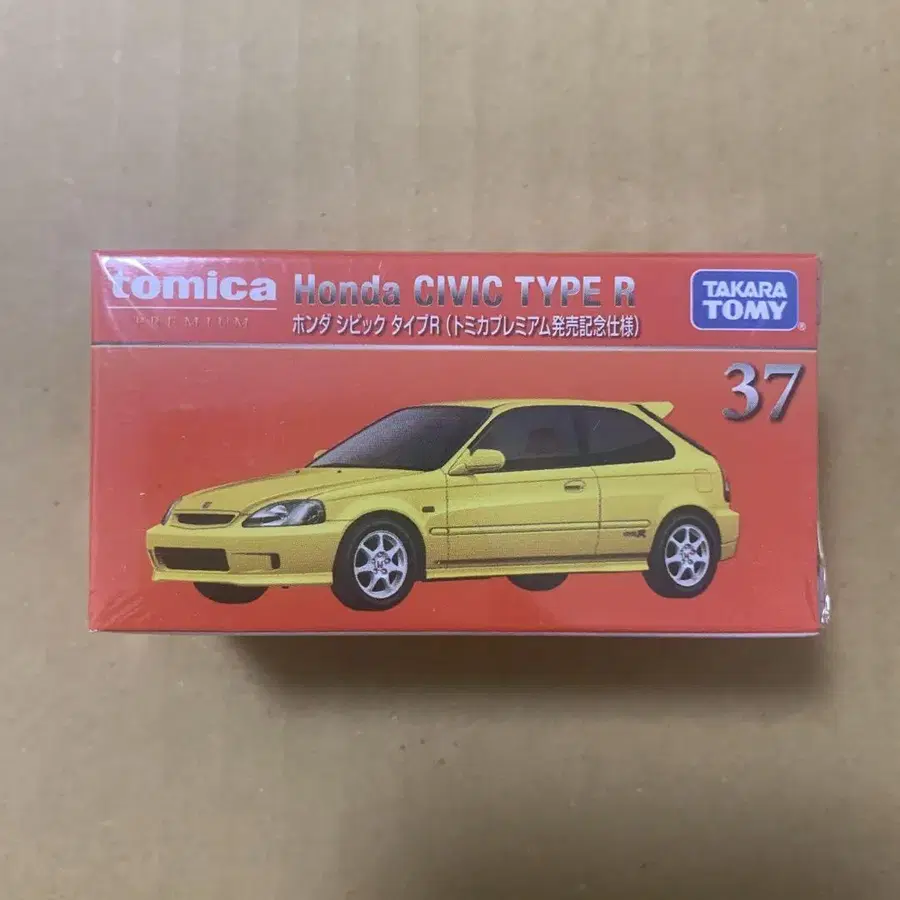 tomica
PREMIUM
Honda CIVIC TYPE R
ホンダ シビック タイプR（トミカプレミアム発売記念仕様）
TAKARA
TOMY
®
37